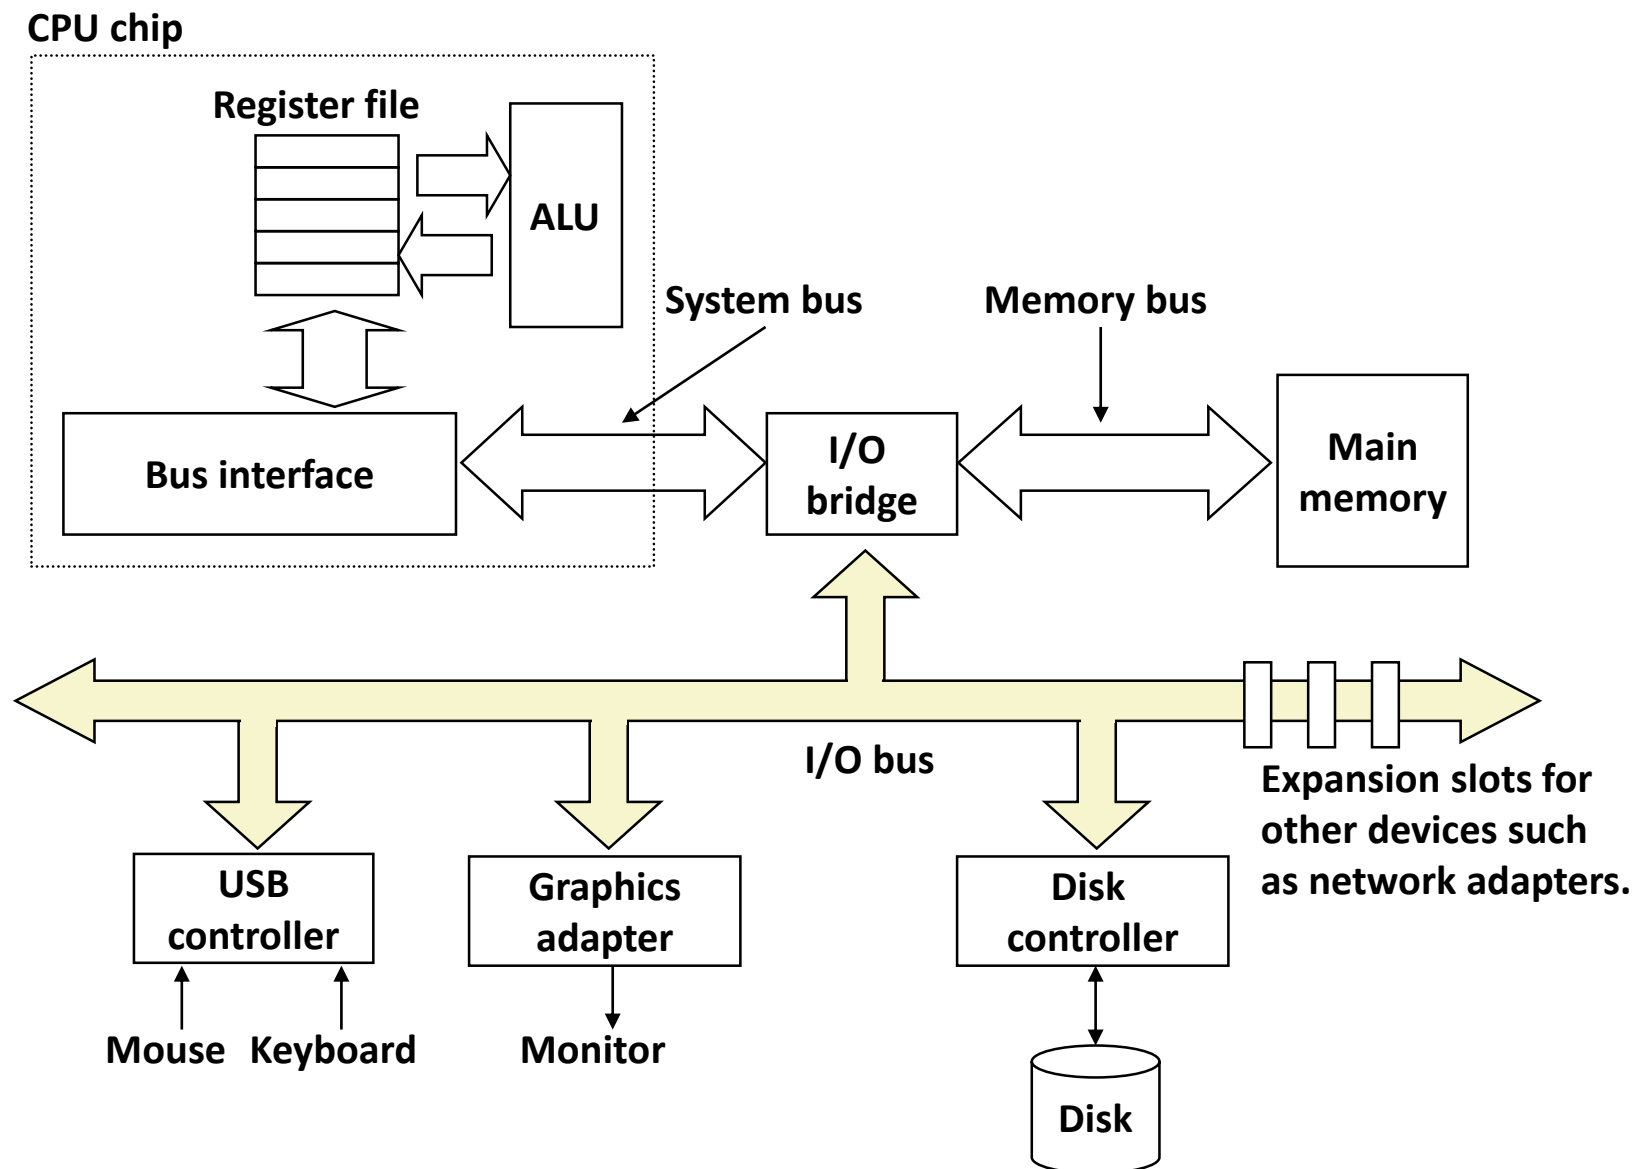 CPU chip
Register file
ALU
System bus
Memory bus
Bus interface
I/O
bridge
Main
memory
I/O bus
Expansion slots for
other devices such
as network adapters.
USB
controller
Graphics
adapter
Disk
controller
Mouse
Keyboard
Monitor
Disk